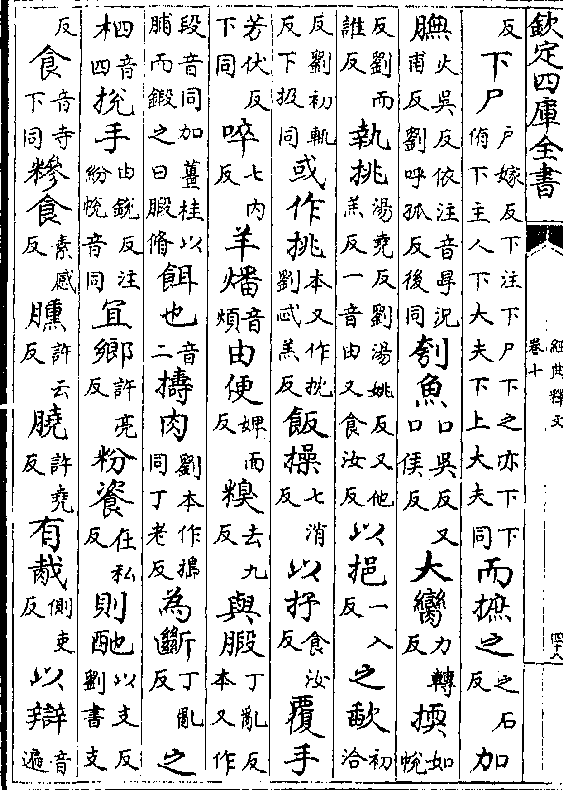 欽定四庫全書 經典釋文 卷十 四十八
反下尸户嫁反下注下尸下之亦下下俯下主人下大夫下上大夫同而摭之之石反加
膴火吳反依注音冔況甫反劉呼孤反後同刳魚口吳反又口侯反大臠力轉反擩如悅
反劉而誰反執挑湯堯反劉湯姚反又他羔反一音由又食汝反以挹一入反之歃初洽
反劉初輒反下扱同或作挑本又作抌劉忒羔反飯操七消反以抒食汝反覆手
芳伏反下同啐七内反羊燔音煩由便婢面反糗去九反與腶丁亂反本又作
段音同加薑桂以脯而鍛之曰腶脩餌也音二擣肉劉本作搗同丁老反為斷丁亂反之
柶音四挩手由銳反注紛帨音同宜鄉許亮反粉餈在私反則酏以支反劉書支
反食音寺下同糝食素感反臐許云反膮許堯反有胾側吏反以辯音遍